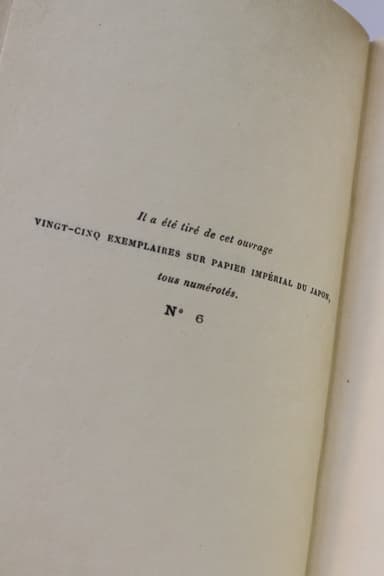 Il a été tiré de cet ouvrage
VINGT-CINQ EXEMPLAIRES SUR PAPIER IMPÉRIAL DU JAPON,
tous numérotés.
N° 6